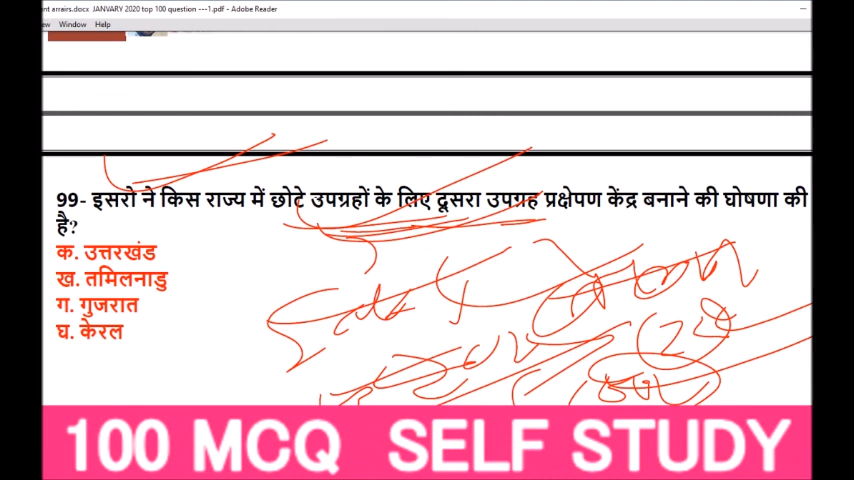 ent arrairs.docx JANVARY 2020 top 100 question ---1.pdf - Adobe Reader
ew Window Help
99- इसरो ने किस राज्य में छोटे उपग्रहों के लिए दूसरा उपग्रह प्रक्षेपण केंद्र बनाने की घोषणा की
है?
क. उत्तरखंड
ख. तमिलनाडु
ग. गुजरात
घ. केरल
100 MCQ SELF STUDY